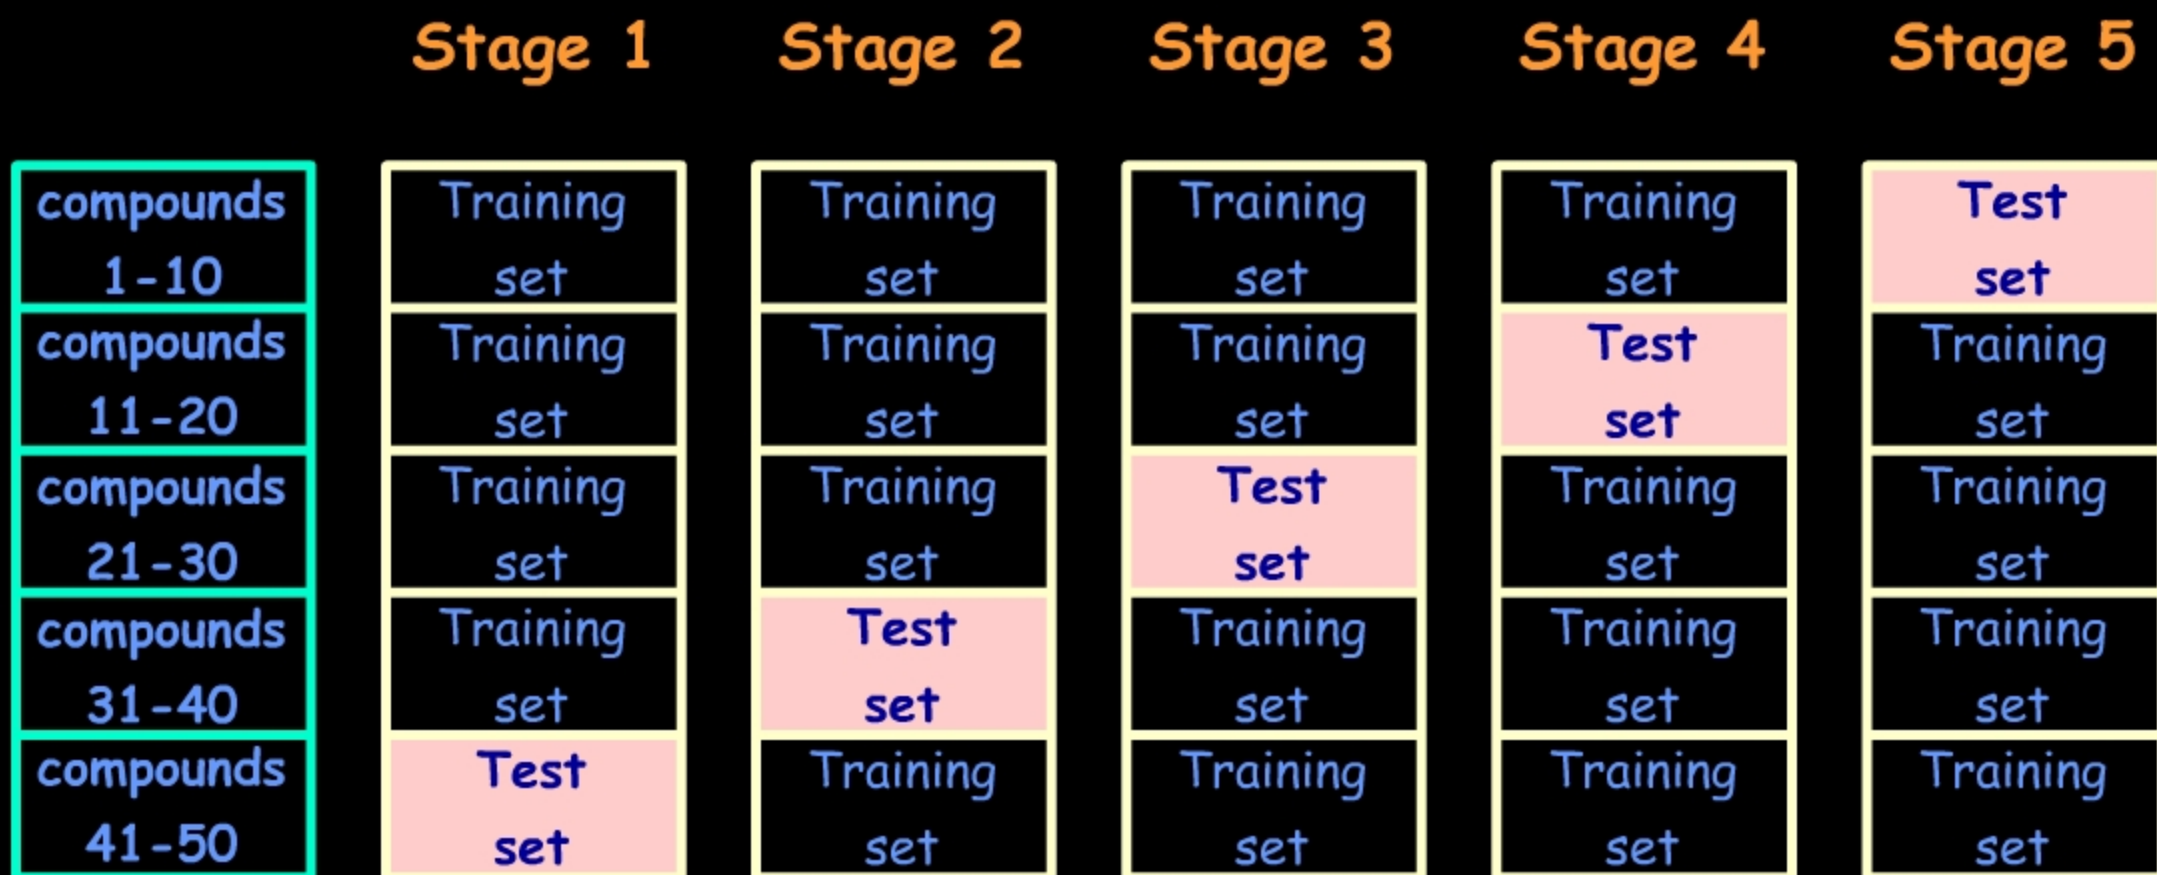 Stage 1 Stage 2 Stage 3 Stage 4 Stage 5
compounds Training Training Training Training Test
1-10 set set set set set
compounds Training Training Training Test Training
11-20 set set set set set
compounds Training Training Test Training Training
21-30 set set set set set
compounds Training Test Training Training Training
31-40 set set set set set
compounds Test Training Training Training Training
41-50 set set set set set